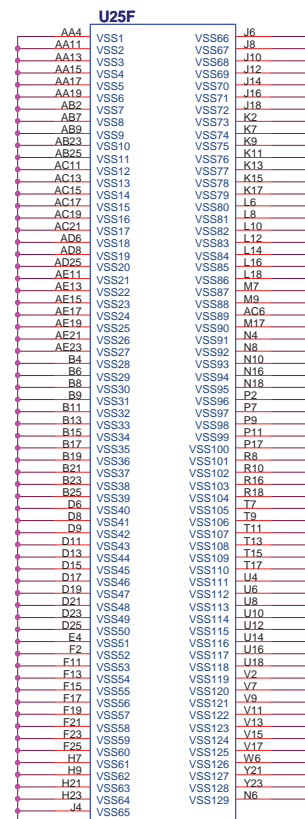 U25F
AA4 VSS1 VSS66 J6
AA11 VSS2 VSS67 J8
AA13 VSS3 VSS68 J10
AA15 VSS4 VSS69 J12
AA17 VSS5 VSS70 J14
AA19 VSS6 VSS71 J16
AB2 VSS7 VSS72 J18
AB7 VSS8 VSS73 K2
AB9 VSS9 VSS74 K7
AB23 VSS10 VSS75 K9
AB25 VSS11 VSS76 K11
AC11 VSS12 VSS77 K13
AC13 VSS13 VSS78 K15
AC15 VSS14 VSS79 K17
AC17 VSS15 VSS80 L6
AC19 VSS16 VSS81 L8
AC21 VSS17 VSS82 L10
AD6 VSS18 VSS83 L12
AD8 VSS19 VSS84 L14
AD25 VSS20 VSS85 L16
AE11 VSS21 VSS86 L18
AE13 VSS22 VSS87 M7
AE15 VSS23 VSS88 M9
AE17 VSS24 VSS89 AC6
AE19 VSS25 VSS90 M17
AE21 VSS26 VSS91 N4
AE23 VSS27 VSS92 N8
B4 VSS28 VSS93 N10
B6 VSS29 VSS94 N16
B8 VSS30 VSS95 N18
B9 VSS31 VSS96 P2
B11 VSS32 VSS97 P7
B13 VSS33 VSS98 P9
B15 VSS34 VSS99 P11
B17 VSS35 VSS100 P17
B19 VSS36 VSS101 R8
B21 VSS37 VSS102 R10
B23 VSS38 VSS103 R16
B25 VSS39 VSS104 R18
D6 VSS40 VSS105 T7
D8 VSS41 VSS106 T9
D9 VSS42 VSS107 T11
D11 VSS43 VSS108 T13
D13 VSS44 VSS109 T15
D15 VSS45 VSS110 T17
D17 VSS46 VSS111 U4
D19 VSS47 VSS112 U6
D21 VSS48 VSS113 U8
D23 VSS49 VSS114 U10
D25 VSS50 VSS115 U12
E4 VSS51 VSS116 U14
F2 VSS52 VSS117 U16
F11 VSS53 VSS118 U18
F13 VSS54 VSS119 V2
F15 VSS55 VSS120 V7
F17 VSS56 VSS121 V9
F19 VSS57 VSS122 V11
F21 VSS58 VSS123 V13
F23 VSS59 VSS124 V15
F25 VSS60 VSS125 V17
H7 VSS61 VSS126 W6
H9 VSS62 VSS127 Y21
H21 VSS63 VSS128 Y23
H23 VSS64 VSS129 N6
J4 VSS65